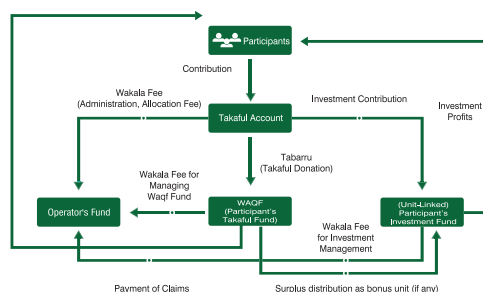 Participants
Contribution
Wakala Fee
(Administration, Allocation Fee)
Investment Contribution
Investment
Profits
Takaful Account
Tabarru
(Takaful Donation)
Wakala Fee for
Managing
Waqf Fund
Operator's Fund
WAQF
(Participant's
Takaful Fund)
(Unit-Linked)
Participant's
Investment Fund
Wakala Fee
for Investment
Management
Payment of Claims
Surplus distribution as bonus unit (if any)